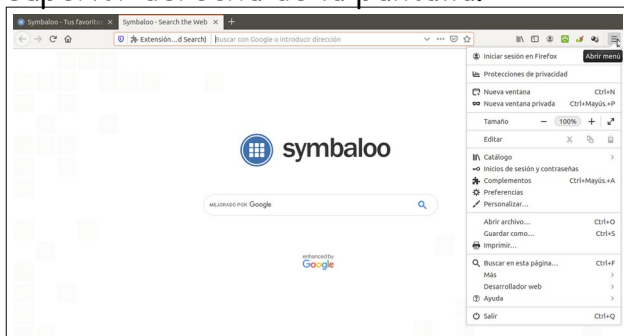 superior derecha de la pantalla.
Symbaloo - Tus favoritos × Symbaloo - Search the Web × +
Extensión…d Search) Buscar con Google o introducir dirección
Iniciar sesión en Firefox Abrir menú
Protecciones de privacidad
Nueva ventana Ctrl+N
Nueva ventana privada Ctrl+Mayús.+P
Tamaño − 100% +
Editar
Catálogo >
Inicios de sesión y contraseñas
Complementos Ctrl+Mayús.+A
Preferencias
Personalizar…
Abrir archivo… Ctrl+O
Guardar como… Ctrl+S
Imprimir…
Buscar en esta página… Ctrl+F
Más >
Desarrollador web >
Ayuda >
Salir Ctrl+Q
symbaloo
MEJORADO POR Google
enhanced by
Google